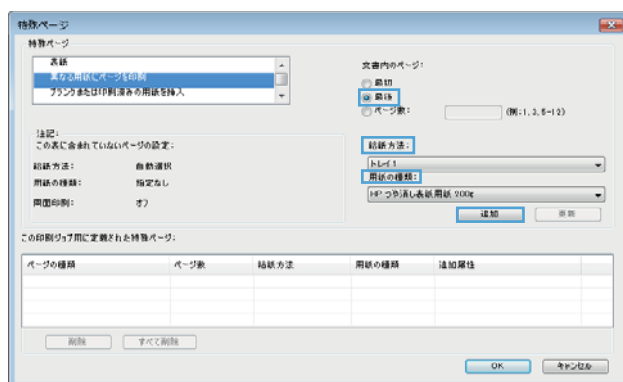 特殊ページ
特殊ページ
表紙
異なる用紙にページを印刷
ブランクまたは印刷済みの用紙を挿入
文書内のページ:
最初
最後
ページ数:
(例:1,3,5-12)
注記:
この表に含まれていないページの設定:
給紙方法: 自動選択
用紙の種類: 指定なし
両面印刷: オフ
給紙方法:
トレイ1
用紙の種類:
HP つや消し表紙用紙 200g
追加
更新
この印刷ジョブ用に定義された特殊ページ:
ページの種類 ページ数 給紙方法 用紙の種類 追加属性
削除 すべて削除
OK キャンセル